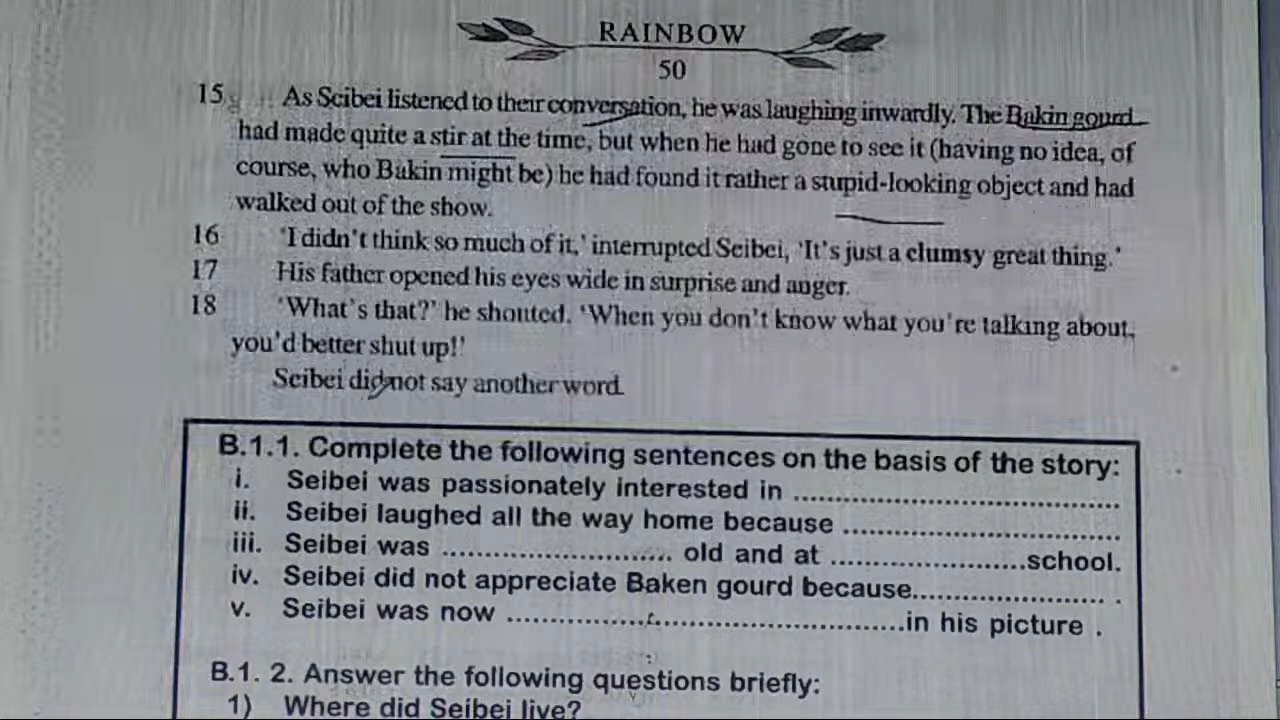 RAINBOW
50
15 As Seibei listened to their conversation, he was laughing inwardly. The Bakin gourd
had made quite a stir at the time, but when he had gone to see it (having no idea, of
course, who Bakin might be) he had found it rather a stupid-looking object and had
walked out of the show.
16 'I didn't think so much of it,' interrupted Seibei, 'It's just a clumsy great thing.'
17 His father opened his eyes wide in surprise and anger.
18 'What's that?' he shouted. 'When you don't know what you're talking about,
you'd better shut up!'
Seibei did not say another word.
B.1.1. Complete the following sentences on the basis of the story:
i. Seibei was passionately interested in ................................
ii. Seibei laughed all the way home because ...........................
iii. Seibei was ........................ old and at ....................school.
iv. Seibei did not appreciate Baken gourd because.................... .
v. Seibei was now ........................................in his picture .
B.1. 2. Answer the following questions briefly:
1) Where did Seibei live?